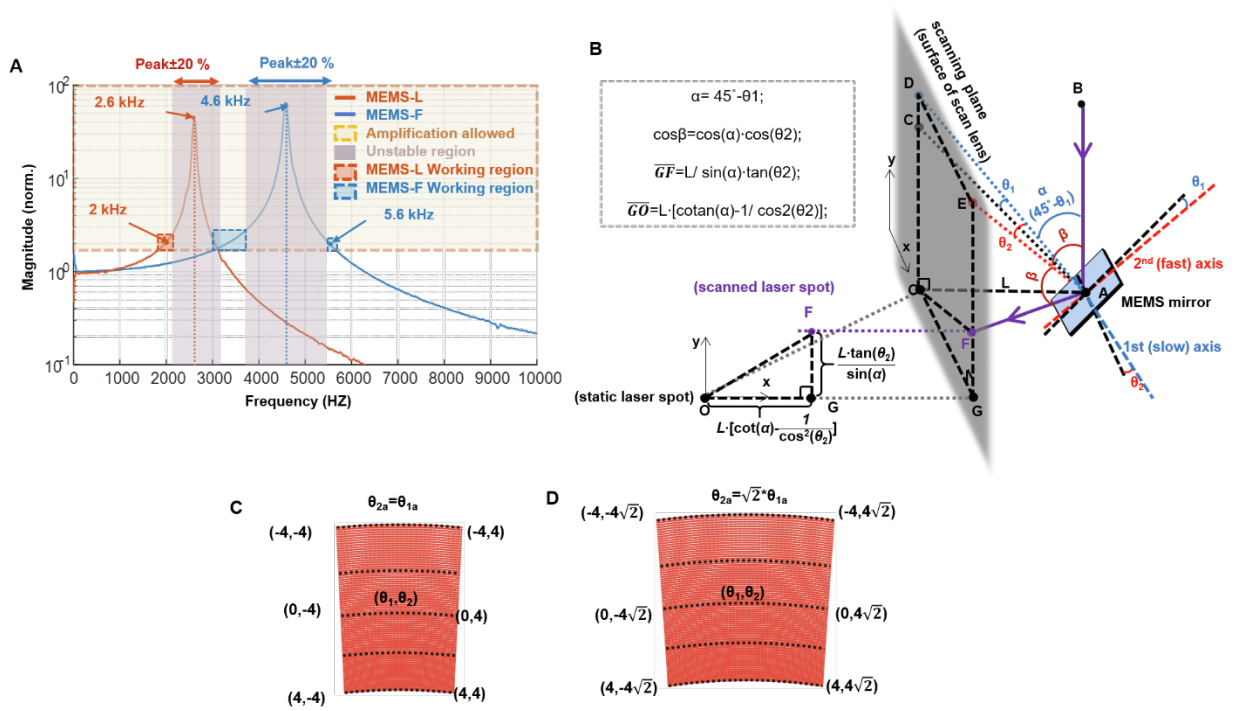 A
Peak±20 %
Peak±20 %
10^2
10^1
10^0
10^-1
Magnitude (norm.)
2.6 kHz
4.6 kHz
2 kHz
5.6 kHz
MEMS-L
MEMS-F
Amplification allowed
Unstable region
MEMS-L Working region
MEMS-F Working region
0 1000 2000 3000 4000 5000 6000 7000 8000 9000 10000
Frequency (HZ)
B
α= 45°-θ1;
cosβ=cos(α)·cos(θ2);
GF=L/ sin(α)·tan(θ2);
GO=L·[cotan(α)-1/ cos2(θ2)];
scanning plane
(surface of scan lens)
D
C
y
x
E
O
L
F
G
B
θ1
α
(45°-θ1)
θ2
β
β
A
θ1
2nd (fast) axis
MEMS mirror
1st (slow) axis
θ2
(scanned laser spot)
F
y
x
(static laser spot)
O
G
L·tan(θ2)
sin(α)
L·[cot(α)-1/cos²(θ2)]
C
θ2a=θ1a
(-4,-4)
(-4,4)
(0,-4)
(θ1,θ2)
(0,4)
(4,-4)
(4,4)
D
θ2a=√2*θ1a
(-4,-4√2)
(-4,4√2)
(0,-4√2)
(θ1,θ2)
(0,4√2)
(4,-4√2)
(4,4√2)